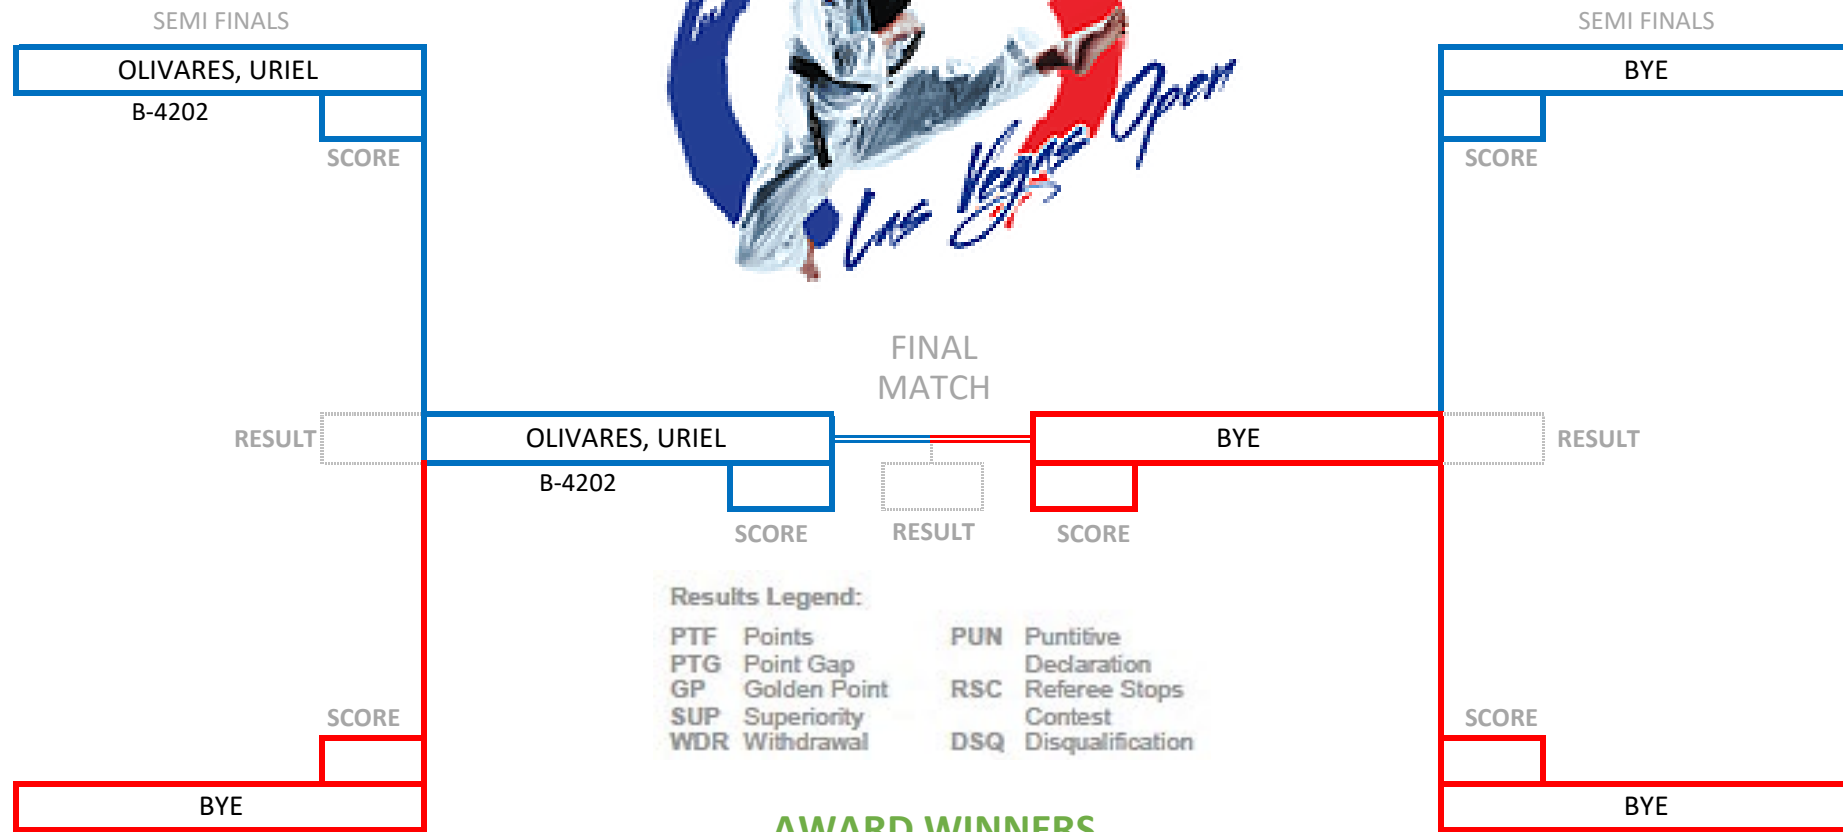 SEMI FINALS
SEMI FINALS
OLIVARES, URIEL
BYE
B-4202
SCORE
SCORE
Las Vegas Open
FINAL
MATCH
RESULT
OLIVARES, URIEL
BYE
RESULT
B-4202
SCORE
RESULT
SCORE
Results Legend:
PTF Points
PTG Point Gap
GP Golden Point
SUP Superiority
WDR Withdrawal
PUN Puntitive
Declaration
RSC Referee Stops
Contest
DSQ Disqualification
SCORE
SCORE
BYE
BYE
AWARD WINNERS